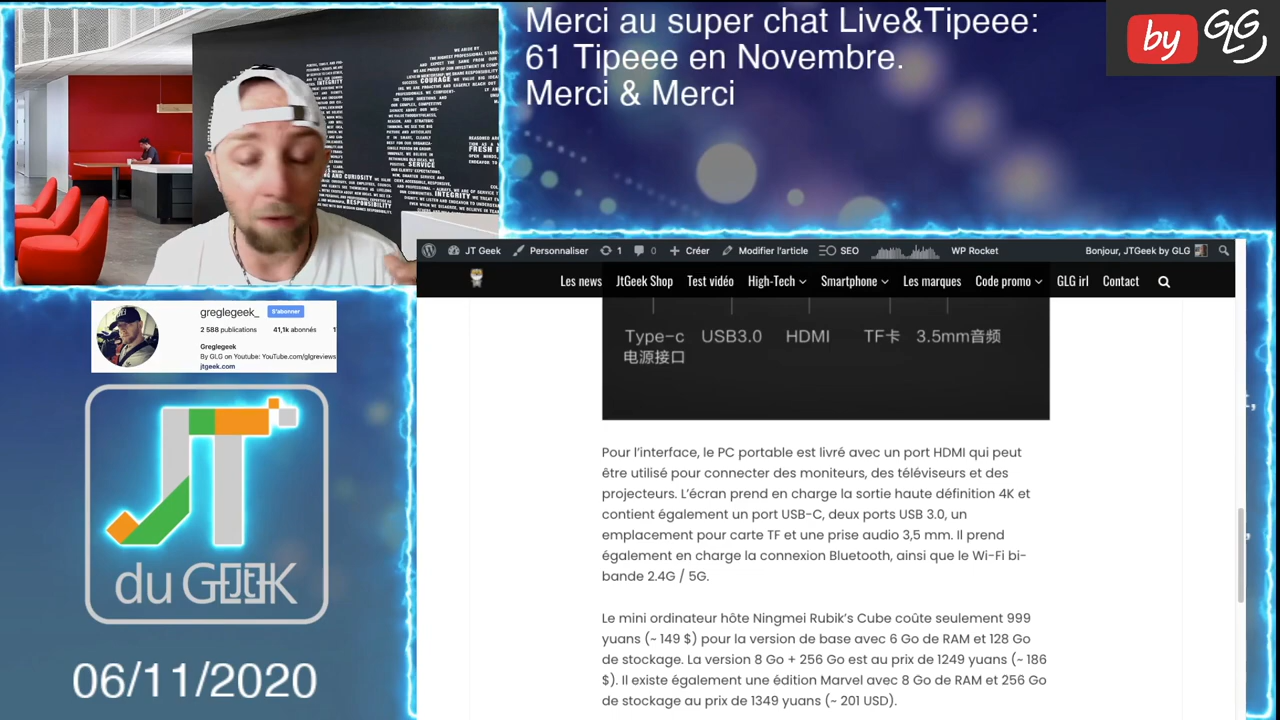 Merci au super chat Live&Tipeee:
61 Tipeee en Novembre.
Merci & Merci
by GLG
INTEGRITY
COURAGE
SERVICE
INTEGRITY
RESPONSIBILITY
greglegeek_
S'abonner
2 588 publications 41,1k abonnés
Greglegeek
By GLG on Youtube: YouTube.com/glgreviews
jtgeek.com
JT
du GEEK
06/11/2020
JT Geek Personnaliser 1 0 Créer Modifier l'article SEO WP Rocket Bonjour, JTGeek by GLG
Les news JtGeek Shop Test vidéo High-Tech Smartphone Les marques Code promo GLG irl Contact
Type-c USB3.0 HDMI TF卡 3.5mm音频
电源接口
Pour l'interface, le PC portable est livré avec un port HDMI qui peut
être utilisé pour connecter des moniteurs, des téléviseurs et des
projecteurs. L'écran prend en charge la sortie haute définition 4K et
contient également un port USB-C, deux ports USB 3.0, un
emplacement pour carte TF et une prise audio 3,5 mm. Il prend
également en charge la connexion Bluetooth, ainsi que le Wi-Fi bi-
bande 2.4G / 5G.
Le mini ordinateur hôte Ningmei Rubik's Cube coûte seulement 999
yuans (~ 149 $) pour la version de base avec 6 Go de RAM et 128 Go
de stockage. La version 8 Go + 256 Go est au prix de 1249 yuans (~ 186
$). Il existe également une édition Marvel avec 8 Go de RAM et 256 Go
de stockage au prix de 1349 yuans (~ 201 USD).